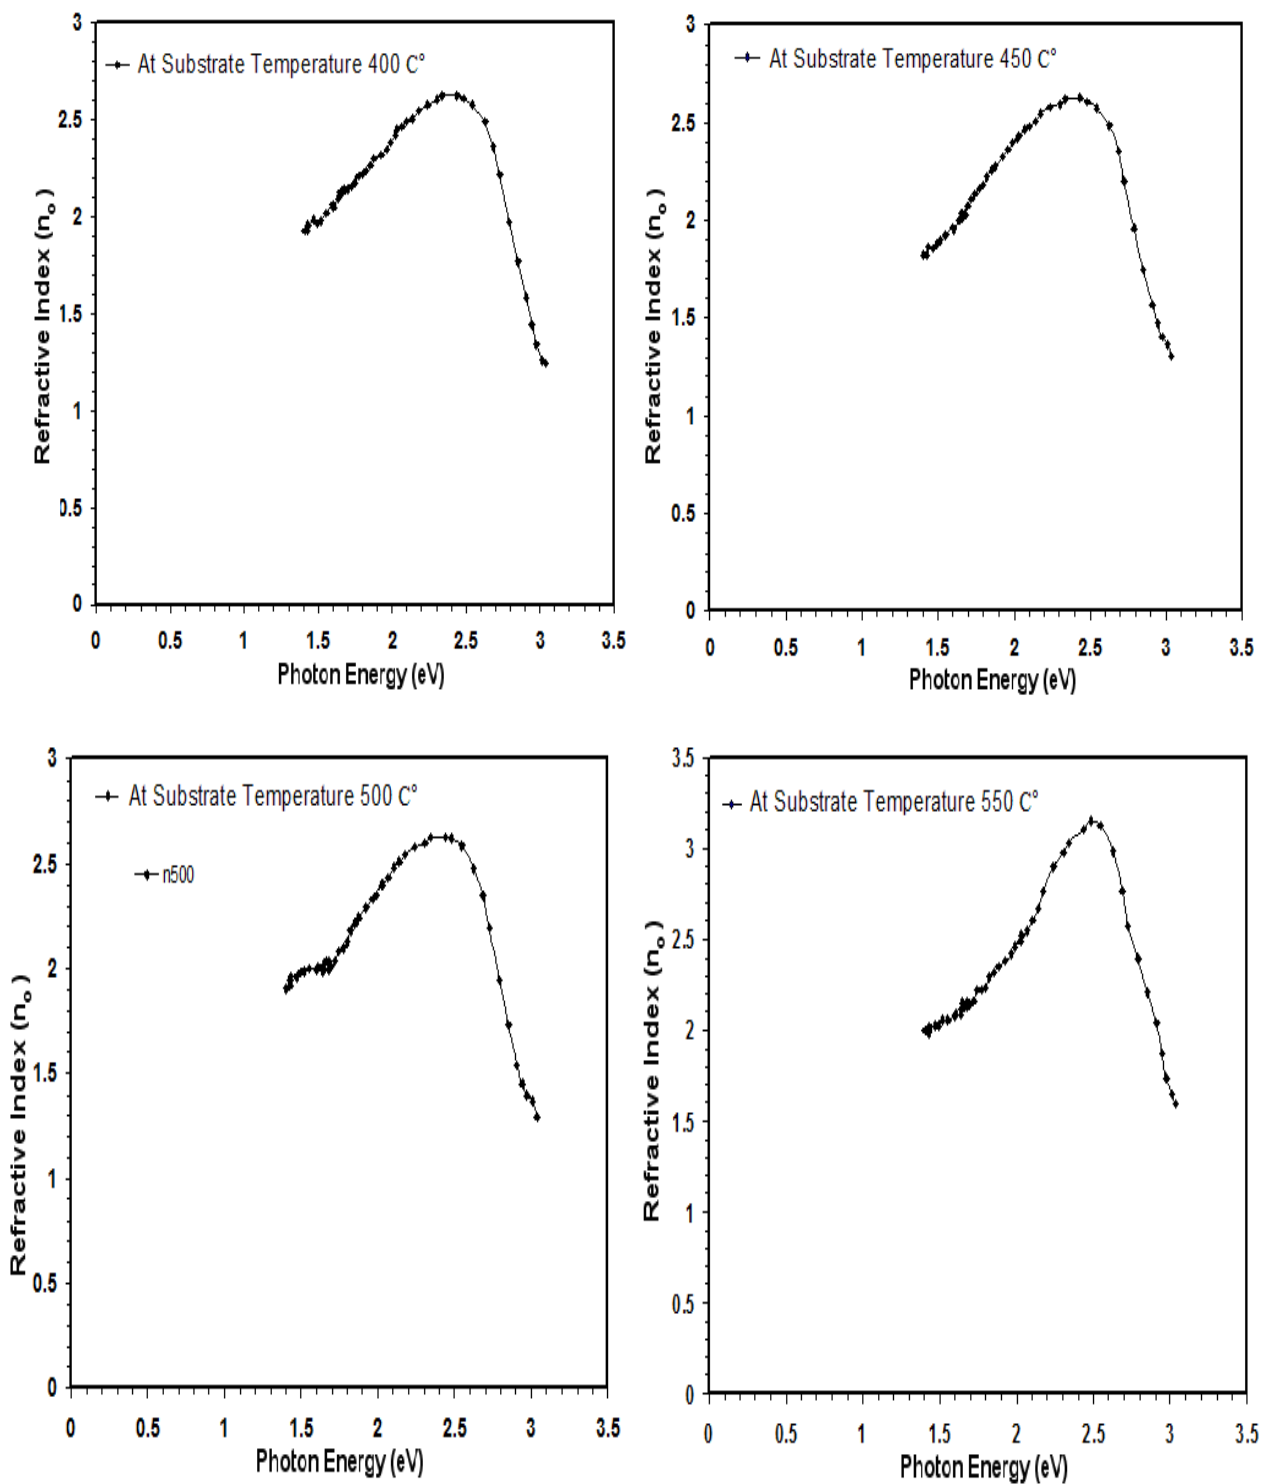 At Substrate Temperature 400 C°
3
2.5
2
1.5
1
0.5
0
Refractive Index (n₀)
0 0.5 1 1.5 2 2.5 3 3.5
Photon Energy (eV)
At Substrate Temperature 450 C°
3
2.5
2
1.5
1
0.5
0
Refractive Index (n₀)
0 0.5 1 1.5 2 2.5 3 3.5
Photon Energy (eV)
At Substrate Temperature 500 C°
n500
3
2.5
2
1.5
1
0.5
0
Refractive Index (n₀)
0 0.5 1 1.5 2 2.5 3 3.5
Photon Energy (eV)
At Substrate Temperature 550 C°
3.5
3
2.5
2
1.5
1
0.5
0
Refractive Index (n₀)
0 0.5 1 1.5 2 2.5 3 3.5
Photon Energy (eV)